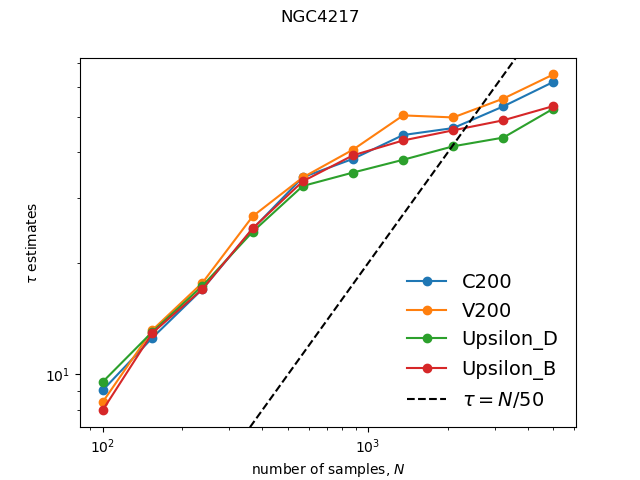 NGC4217
τ estimates
10¹
C200
V200
Upsilon_D
Upsilon_B
τ = N/50
10² 10³
number of samples, N